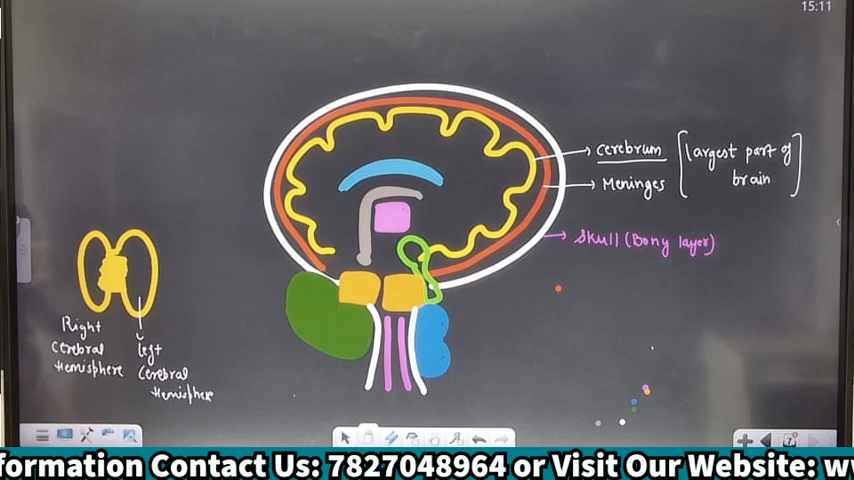 15:11
cerebrum [largest part of
brain]
Meninges
Skull (Bony layer)
Right
cerebral
Hemisphere
left
cerebral
Hemisphere
formation Contact Us: 7827048964 or Visit Our Website: w